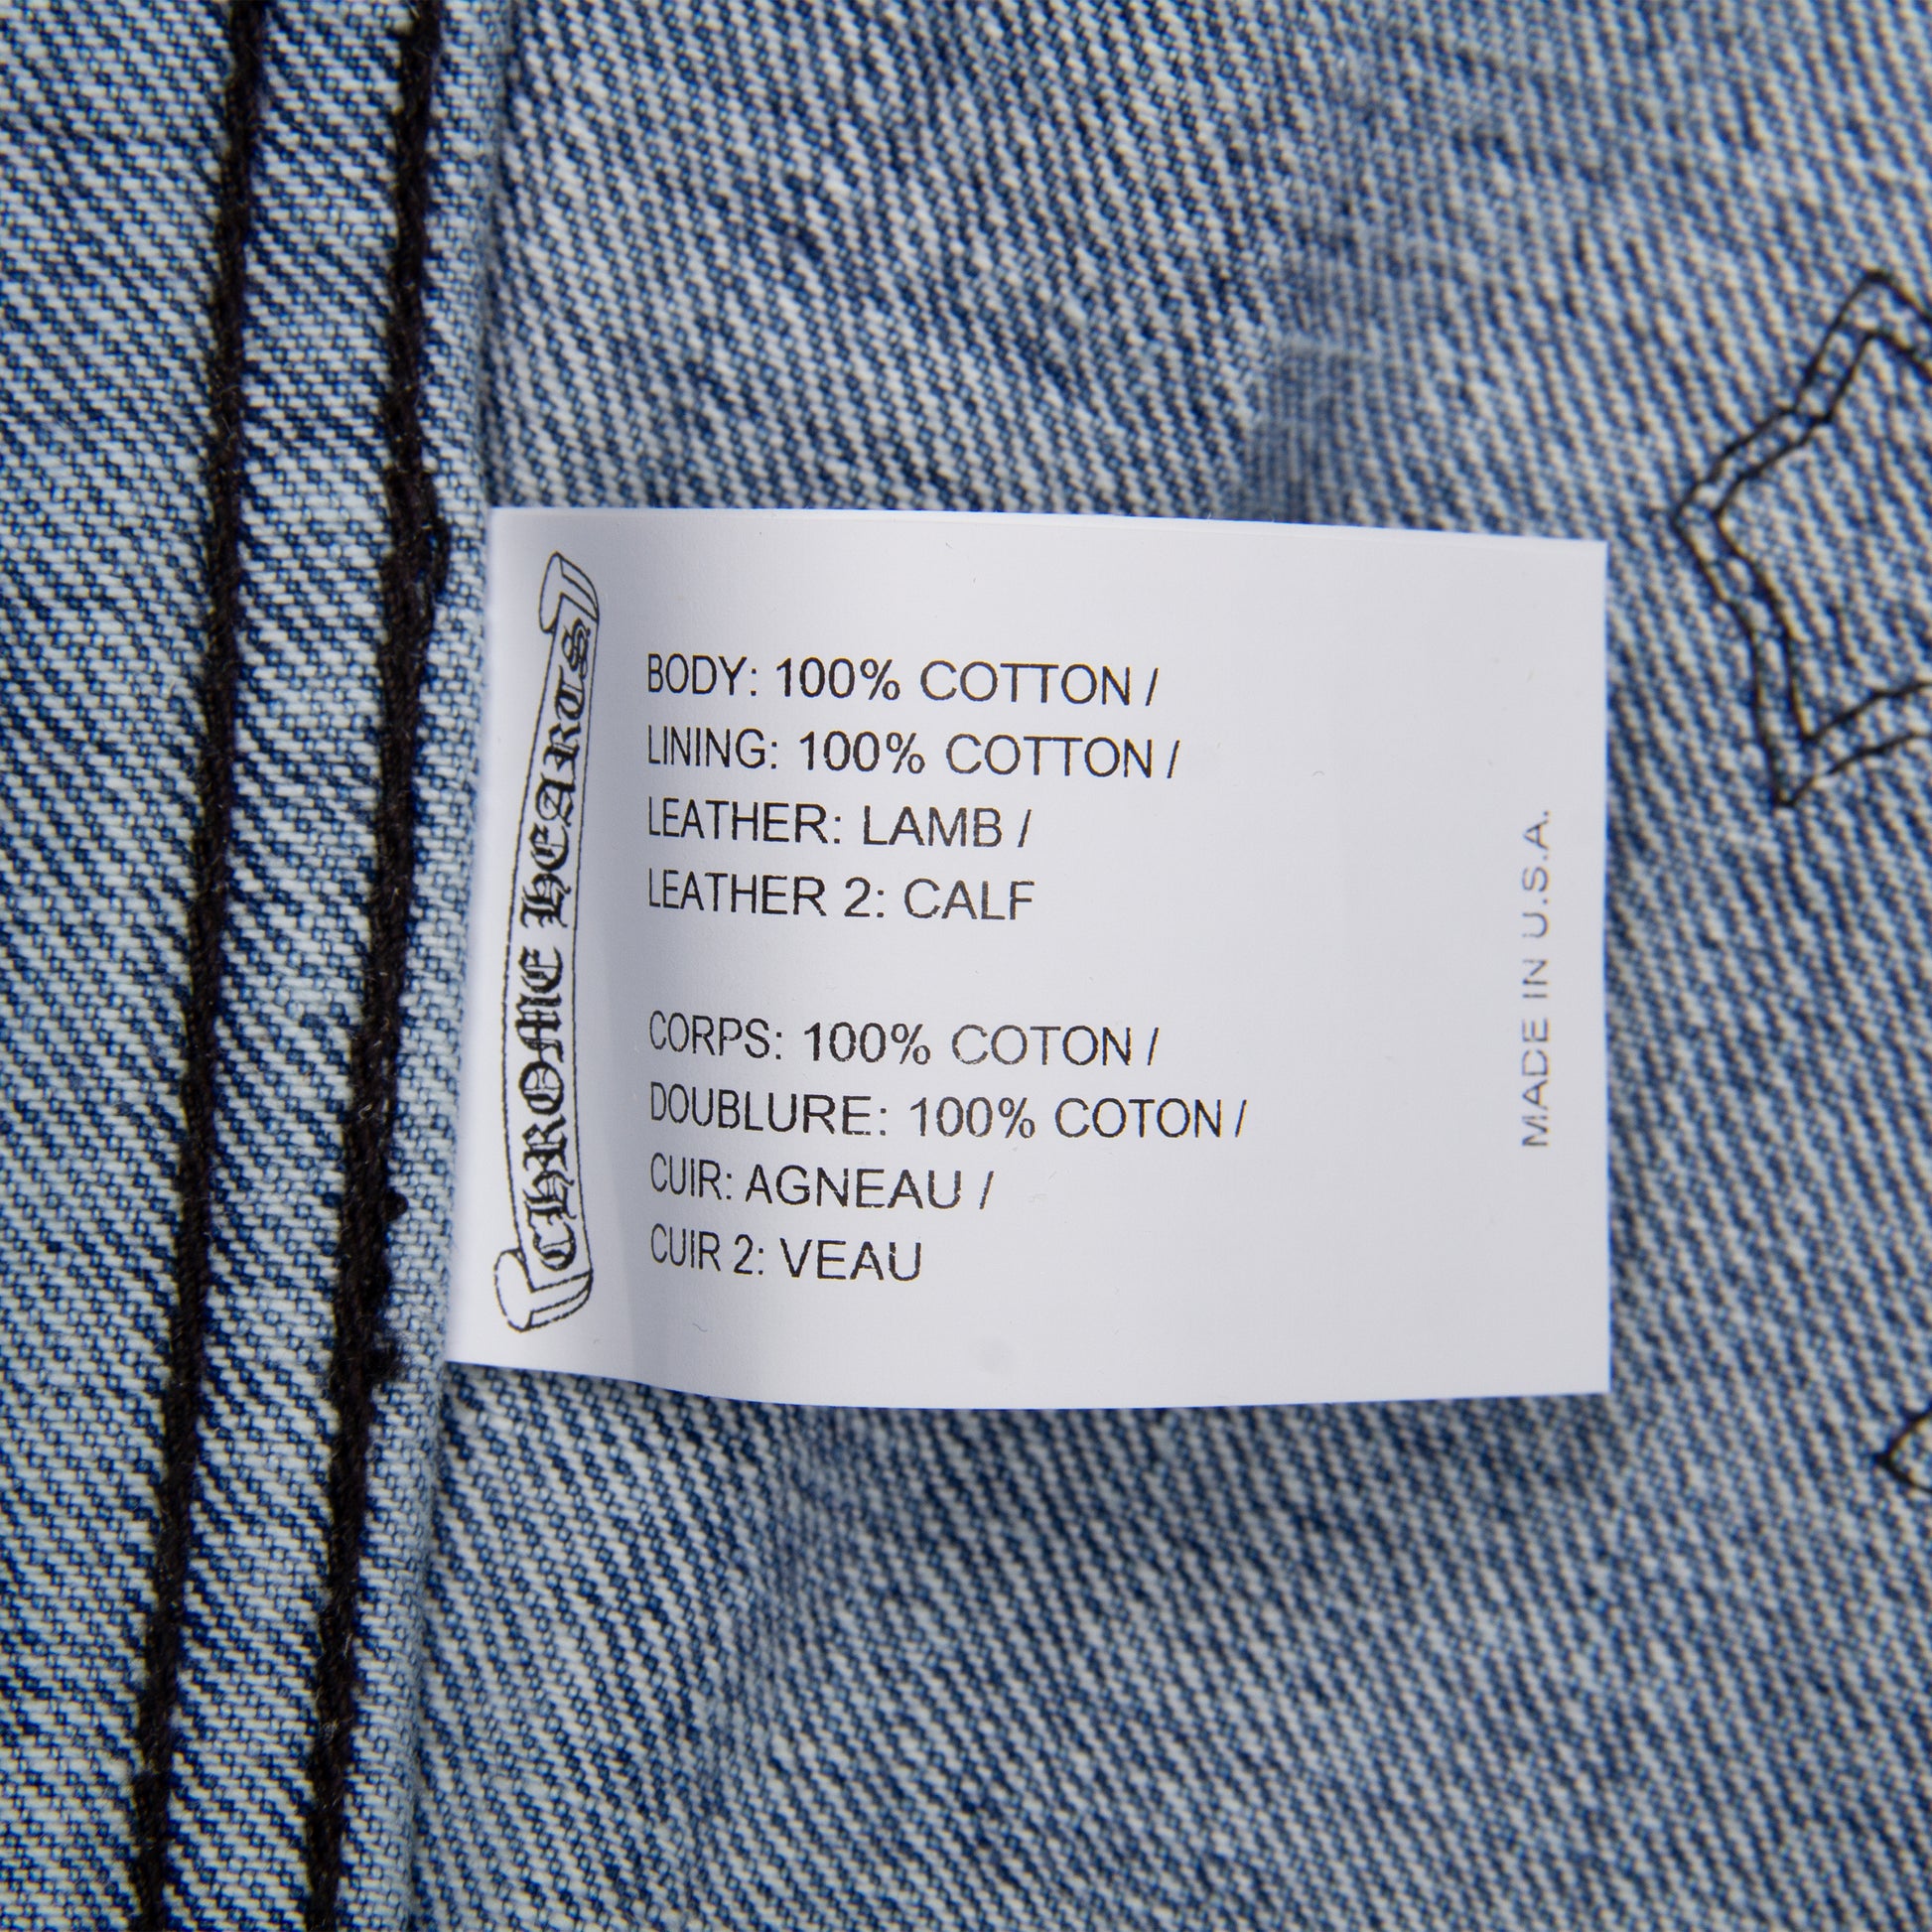 CHROME HEARTS
BODY: 100% COTTON /
LINING: 100% COTTON /
LEATHER: LAMB /
LEATHER 2: CALF
CORPS: 100% COTON /
DOUBLURE: 100% COTON /
CUIR: AGNEAU /
CUIR 2: VEAU
MADE IN U.S.A.